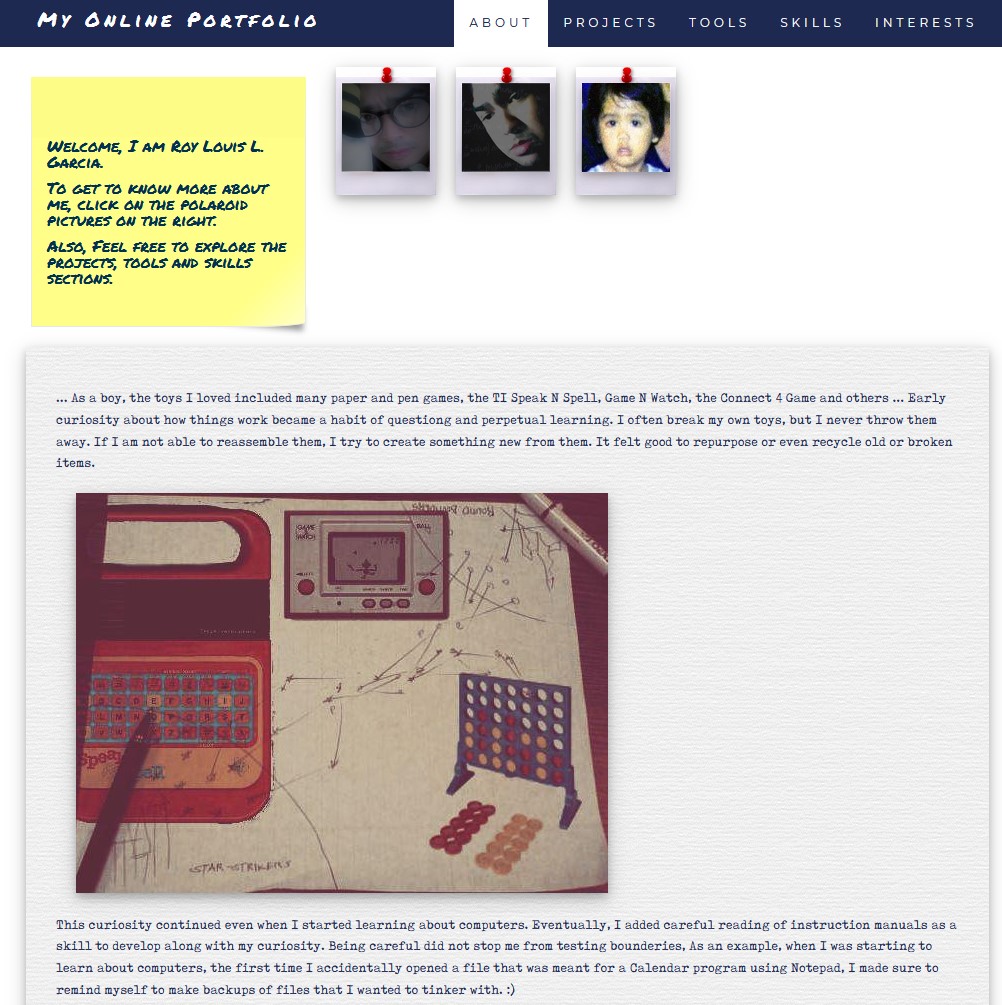 My Online Portfolio
ABOUT PROJECTS TOOLS SKILLS INTERESTS
Welcome, I am Roy Louis L.
Garcia.
To get to know more about
me, click on the polaroid
pictures on the right.
Also, Feel free to explore the
projects, tools and skills
sections.
... As a boy, the toys I loved included many paper and pen games, the TI Speak N Spell, Game N Watch, the Connect 4 Game and others ... Early
curiosity about how things work became a habit of questiong and perpetual learning. I often break my own toys, but I never throw them
away. If I am not able to reassemble them, I try to create something new from them. It felt good to repurpose or even recycle old or broken
items.
Round Bounders
GAME & WATCH
BALL
Speak
STAR-STRIKERS
This curiosity continued even when I started learning about computers. Eventually, I added careful reading of instruction manuals as a
skill to develop along with my curiosity. Being careful did not stop me from testing bounderies, As an example, when I was starting to
learn about computers, the first time I accidentally opened a file that was meant for a Calendar program using Notepad, I made sure to
remind myself to make backups of files that I wanted to tinker with. :)